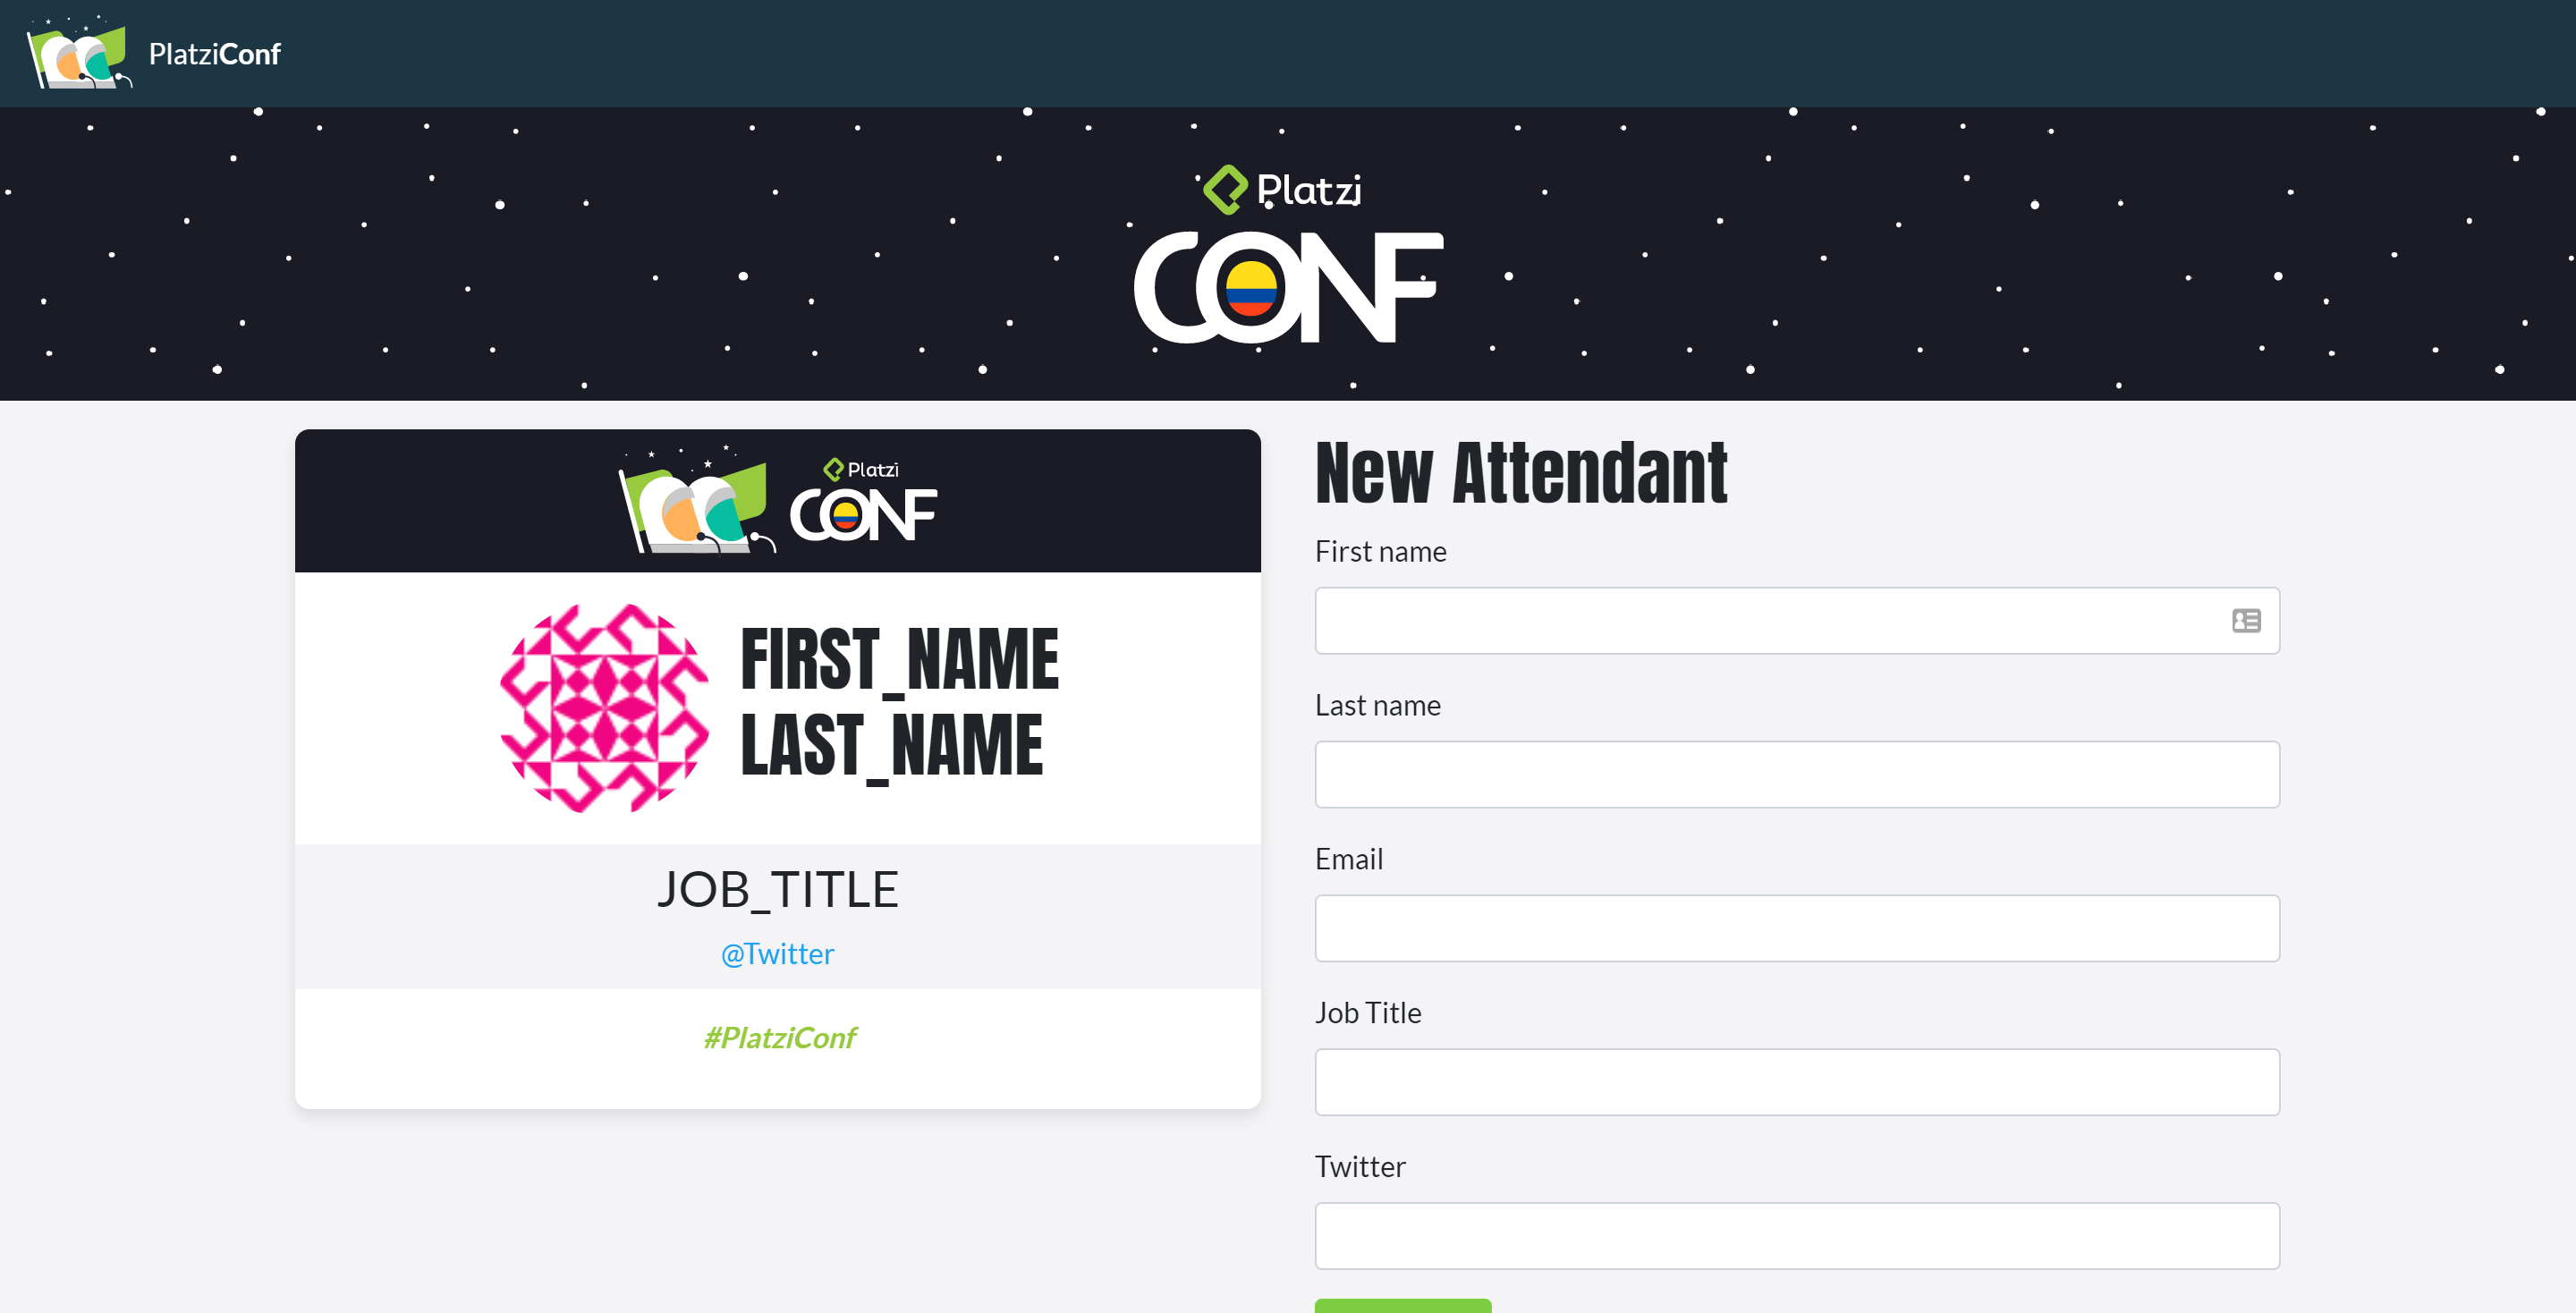 PlatziConf
Platzi
CONF
Platzi
CONF
FIRST_NAME
LAST_NAME
JOB_TITLE
@Twitter
#PlatziConf
New Attendant
First name
Last name
Email
Job Title
Twitter